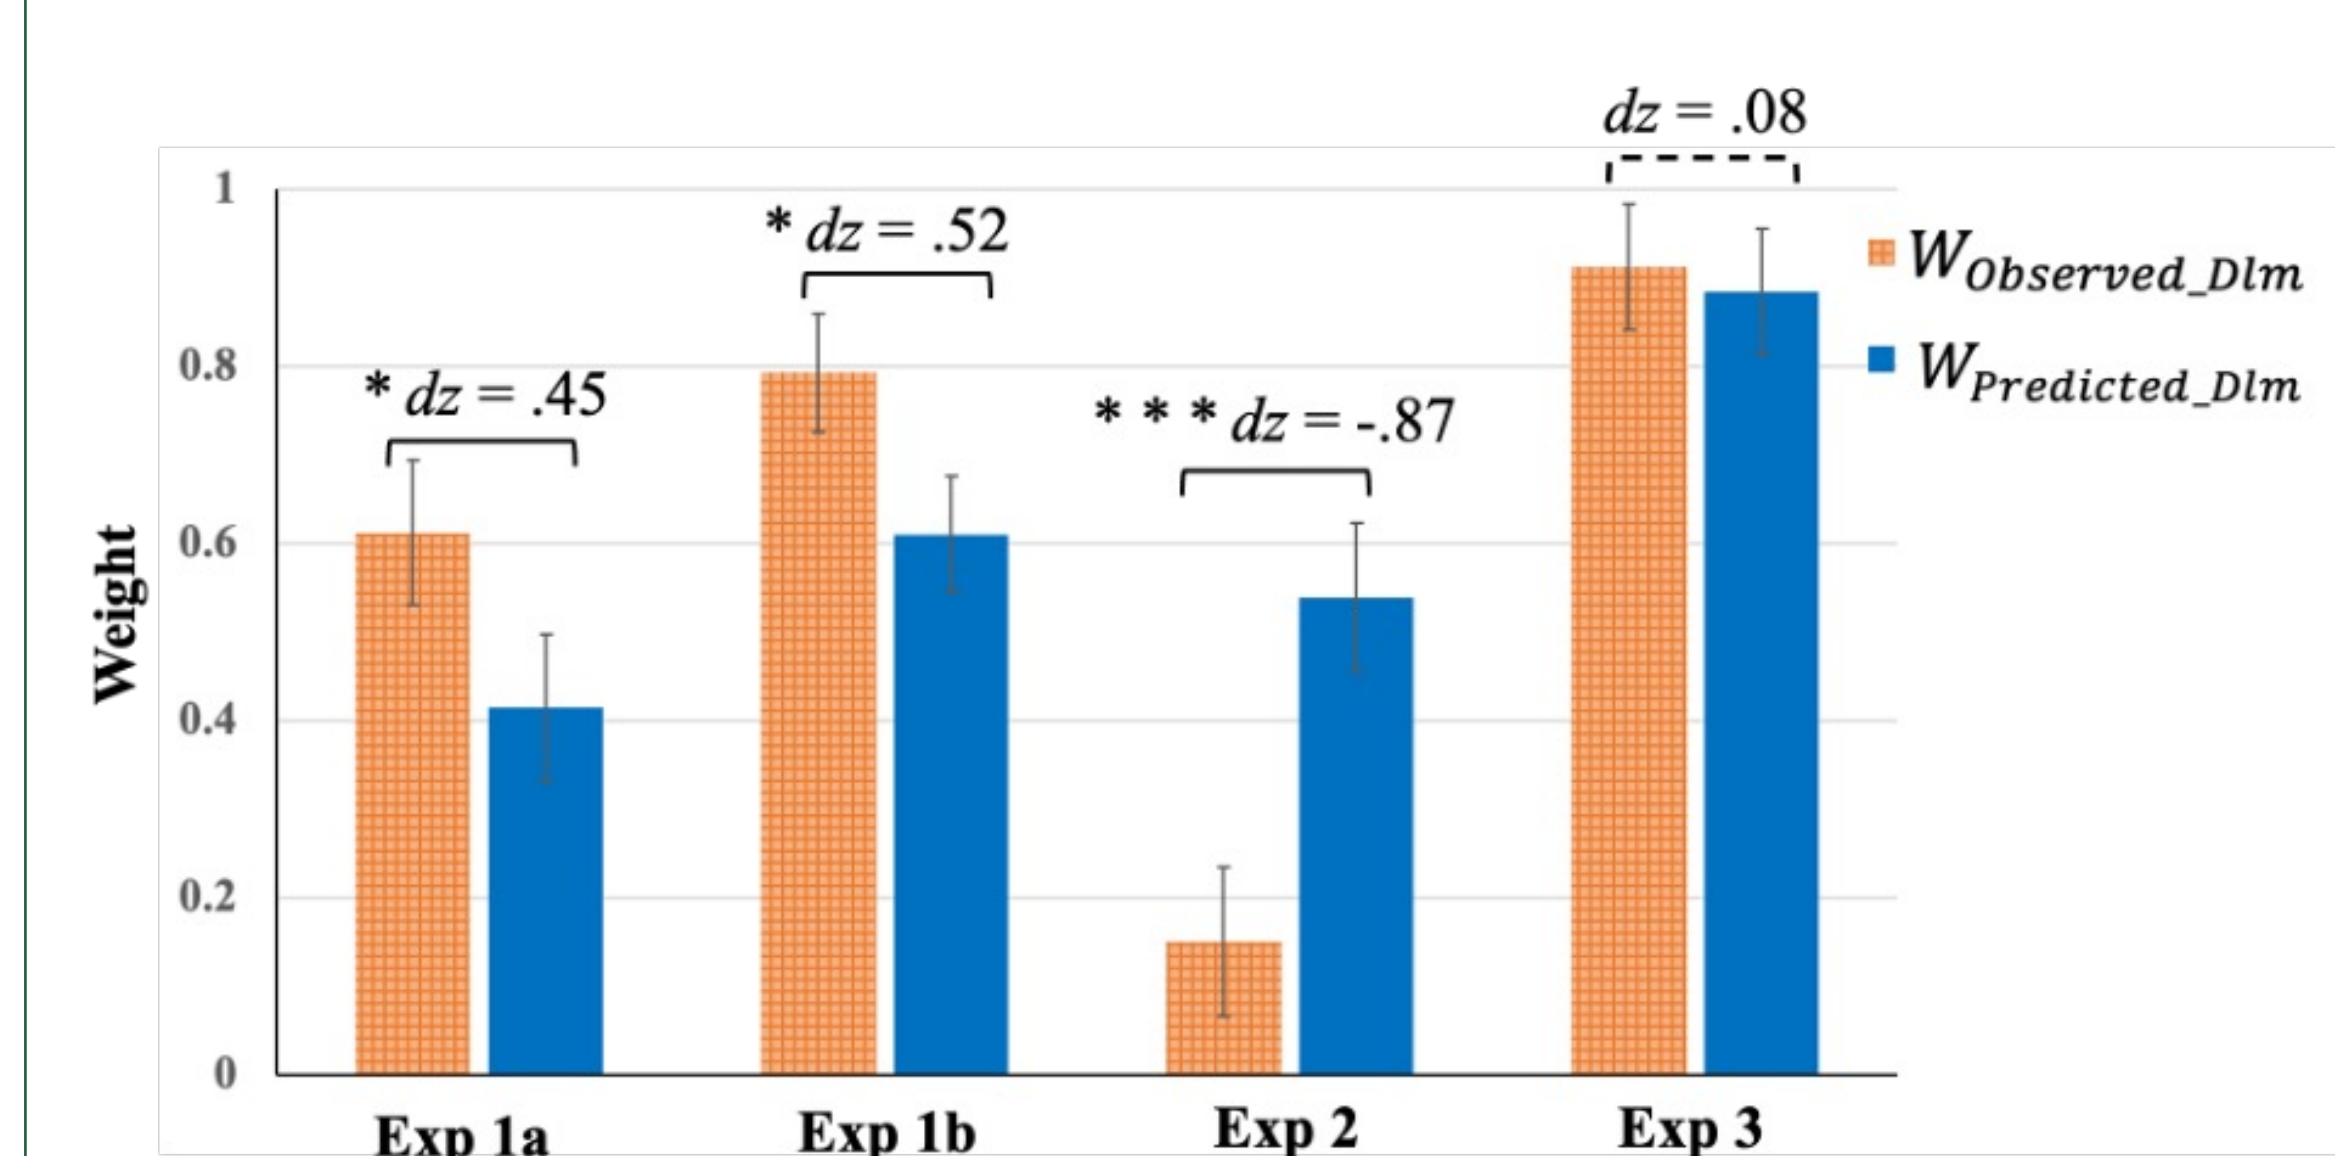 dz = .08
1
* dz = .52
W_Observed_Dlm
0.8
* dz = .45
W_Predicted_Dlm
* * * dz = -.87
0.6
Weight
0.4
0.2
0
Exp 1a
Exp 1b
Exp 2
Exp 3